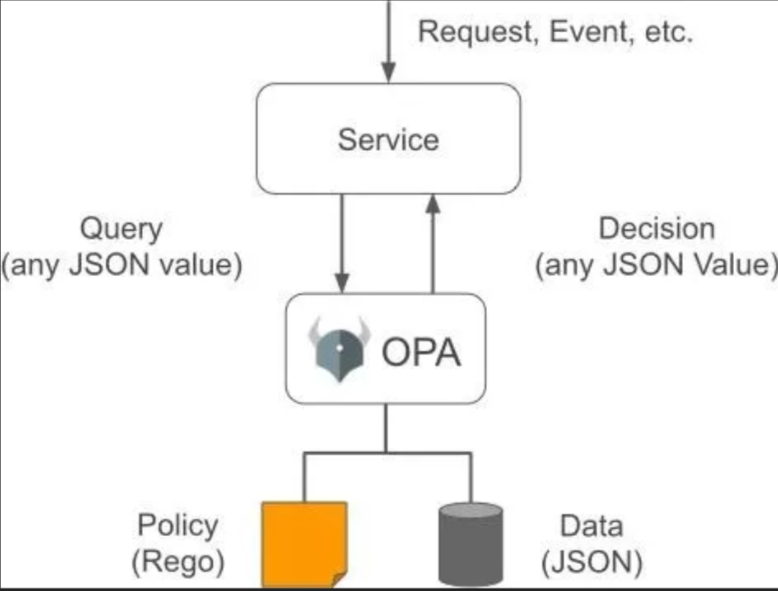 Request, Event, etc.
Service
Query
(any JSON value)
Decision
(any JSON Value)
OPA
Policy
(Rego)
Data
(JSON)